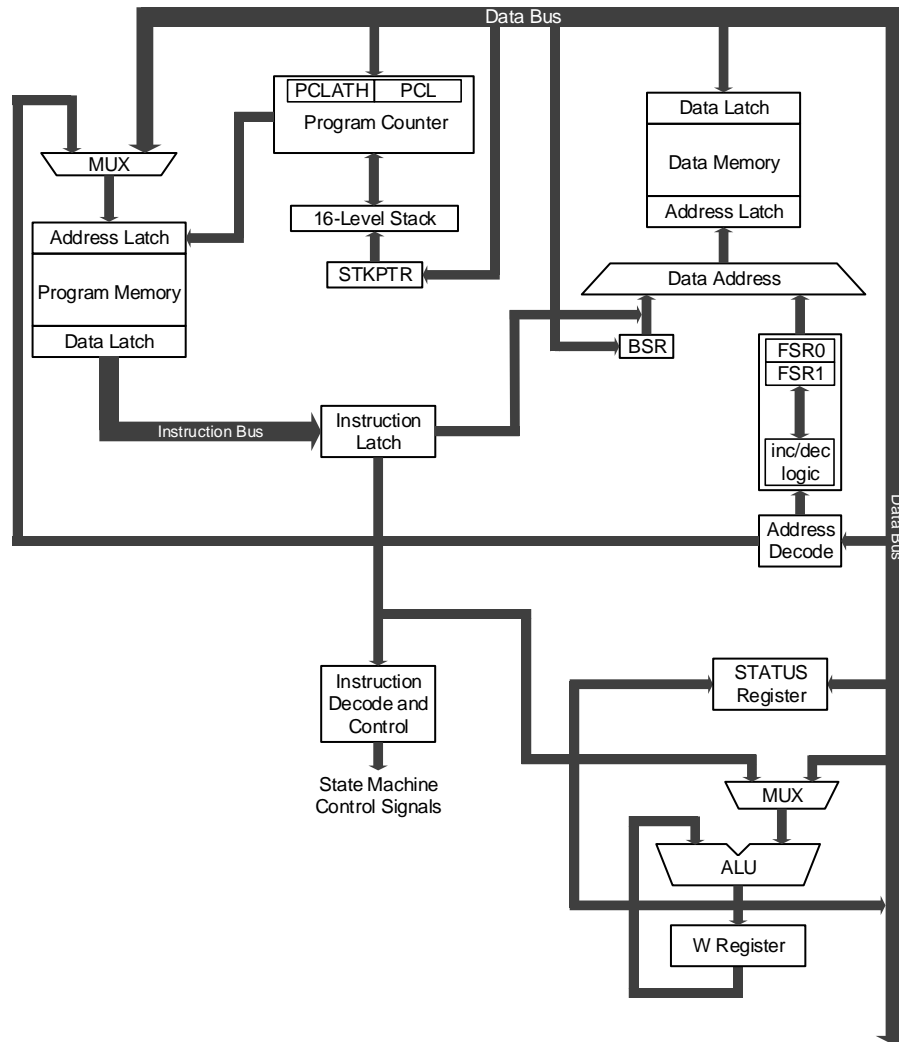 Data Bus
PCLATH
PCL
Program Counter
Data Latch
Data Memory
Address Latch
MUX
16-Level Stack
Address Latch
Program Memory
Data Latch
STKPTR
Data Address
BSR
FSR0
FSR1
inc/dec
logic
Instruction Bus
Instruction
Latch
Address
Decode
Data Bus
Instruction
Decode and
Control
STATUS
Register
State Machine
Control Signals
MUX
ALU
W Register